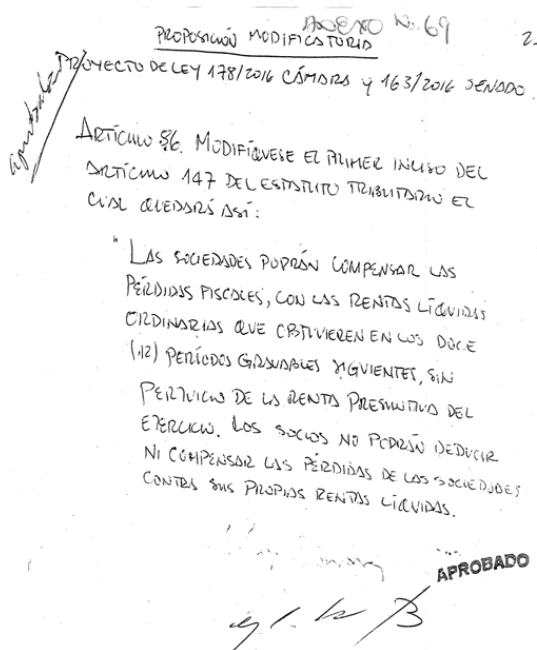 ANEXO No. 69
PROPOSICIÓN MODIFICATORIA
2.
PROYECTO DE LEY 178/2016 CÁMARA Y 163/2016 SENADO.
aprobada
ARTÍCULO 86. MODIFÍQUESE EL PRIMER INCISO DEL
ARTÍCULO 147 DEL ESTATUTO TRIBUTARIO EL
CUAL QUEDARÁ ASÍ:
"LAS SOCIEDADES PODRÁN COMPENSAR LAS
PÉRDIDAS FISCALES, CON LAS RENTAS LÍQUIDAS
ORDINARIAS QUE OBTUVIEREN EN LOS DOCE
(12) PERÍODOS GRAVABLES SIGUIENTES, SIN
PERJUICIO DE LA RENTA PRESUNTIVA DEL
EJERCICIO. LOS SOCIOS NO PODRÁN DEDUCIR
NI COMPENSAR LAS PÉRDIDAS DE LAS SOCIEDADES
CONTRA SUS PROPIAS RENTAS LÍQUIDAS.
APROBADO